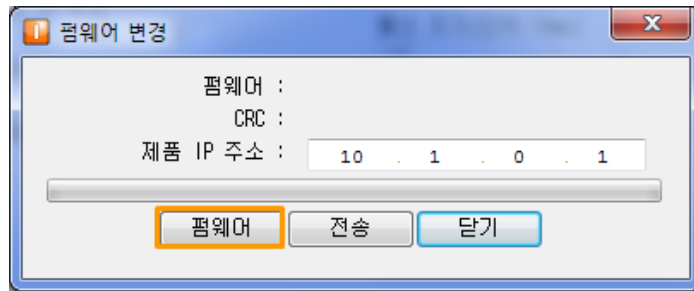 펌웨어 변경
펌웨어 :
CRC :
제품 IP 주소 : 10 . 1 . 0 . 1
펌웨어 전송 닫기